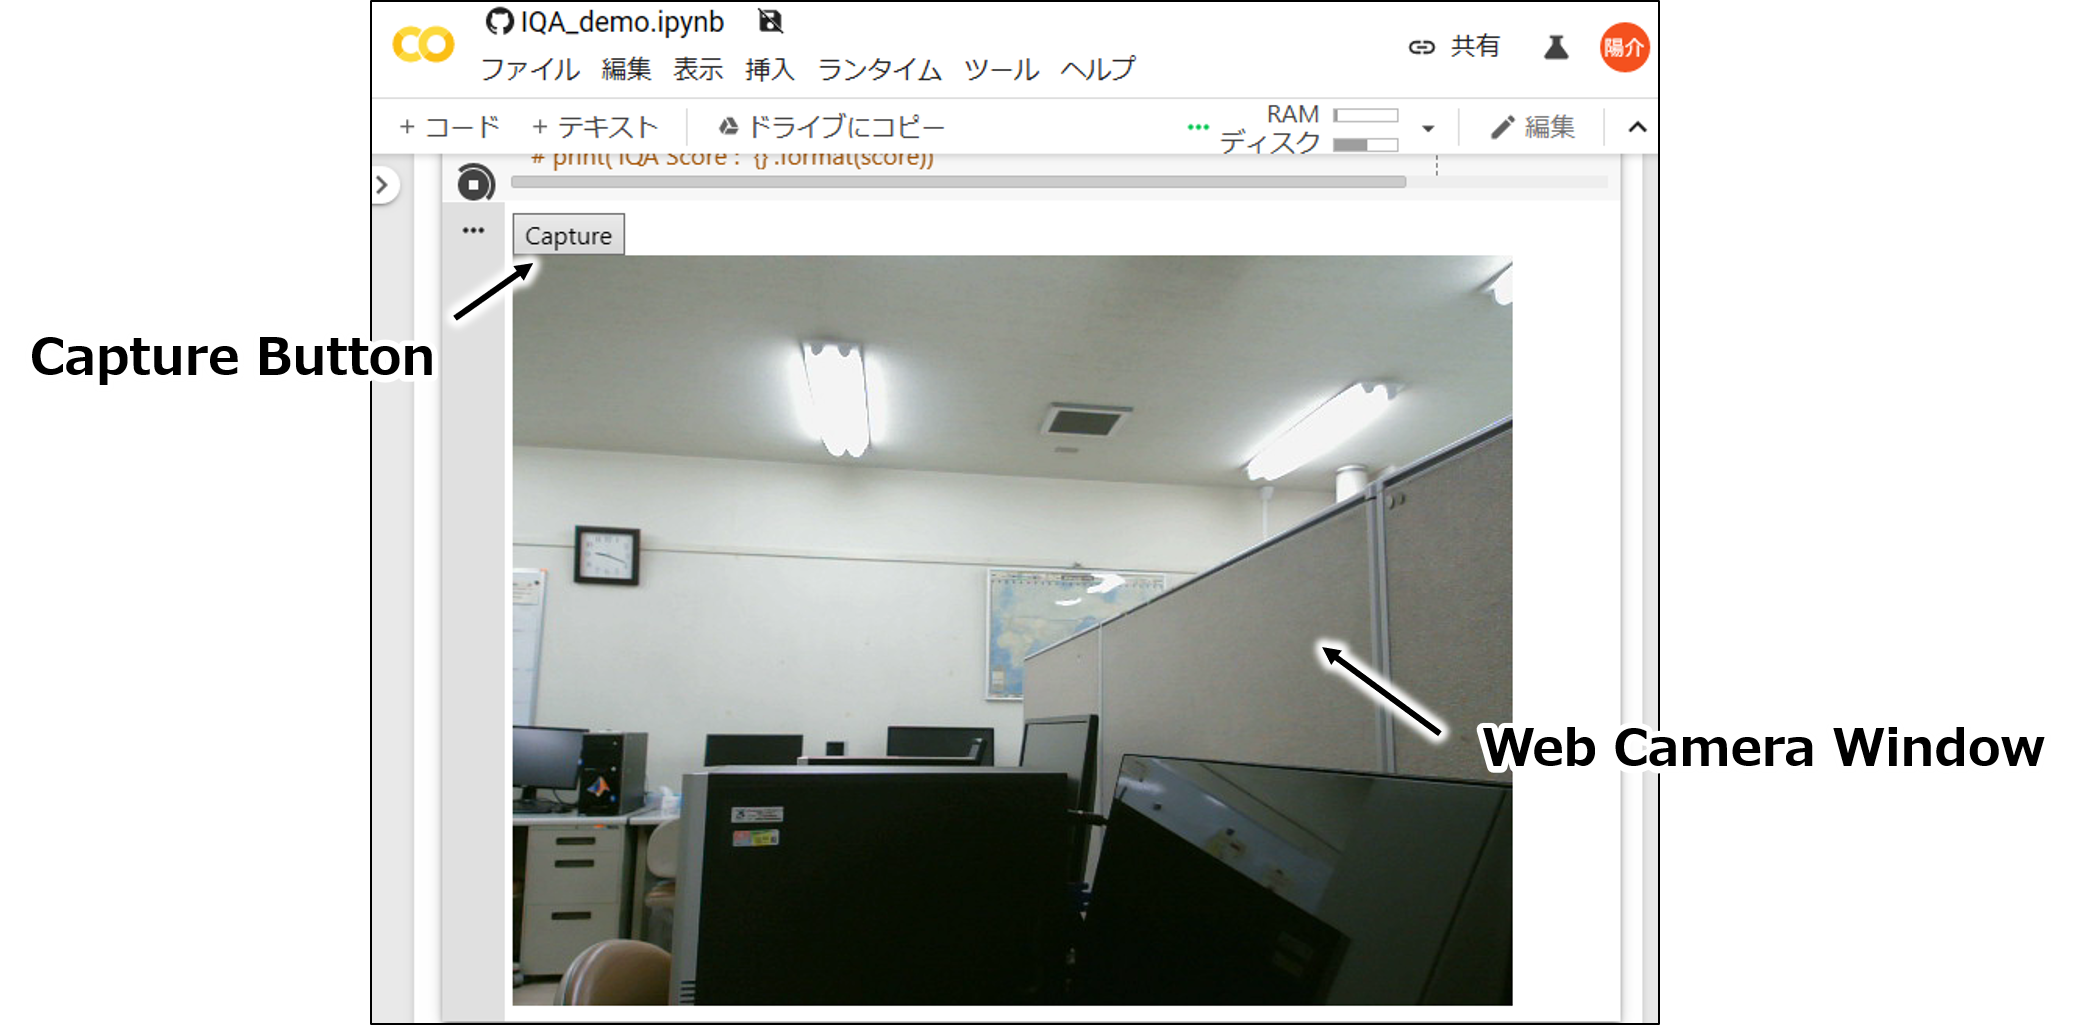 IQA_demo.ipynb
共有
陽介
ファイル 編集 表示 挿入 ランタイム ツール ヘルプ
+ コード + テキスト
ドライブにコピー
RAM
ディスク
編集
# print('IQA Score : {}'.format(score))
Capture
Capture Button
Web Camera Window